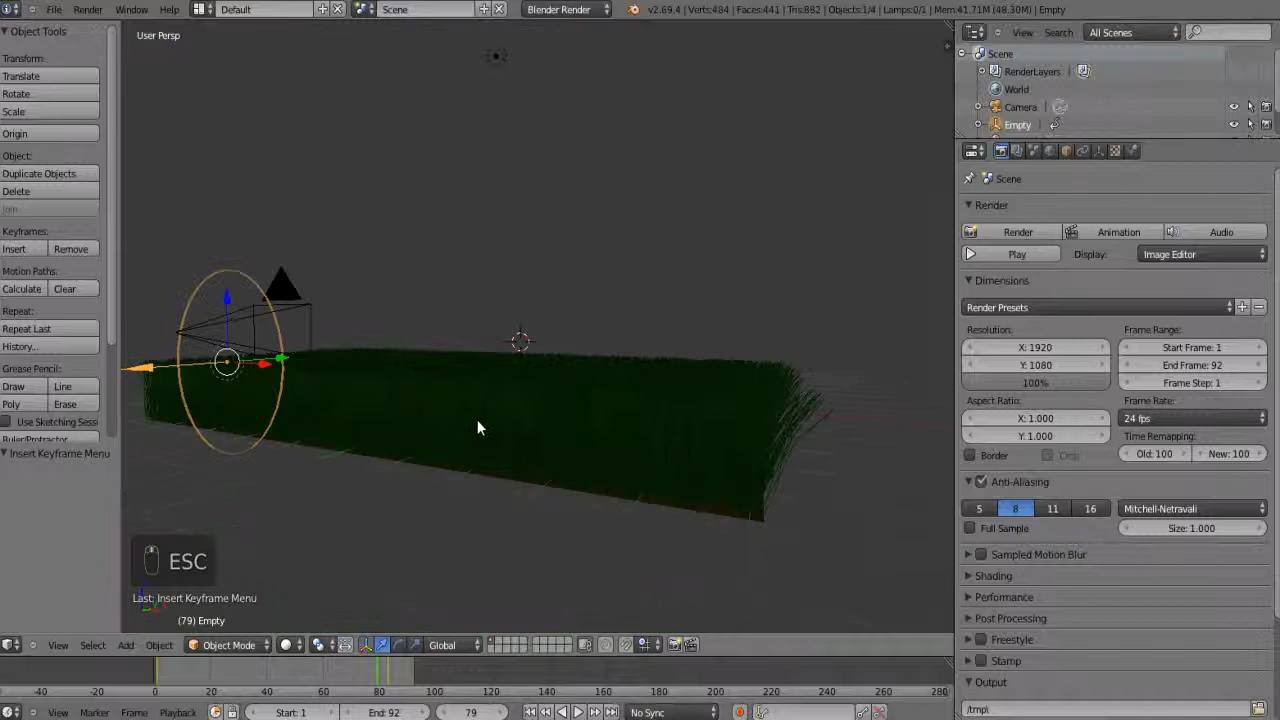 File Render Window Help Default Scene Blender Render v2.69.4 | Verts:484 | Faces:441 | Tris:882 | Objects:1/4 | Lamps:0/1 | Mem:41.71M (48.30M) | Empty
Object Tools
Transform:
Translate
Rotate
Scale
Origin
Object:
Duplicate Objects
Delete
Join
Keyframes:
Insert Remove
Motion Paths:
Calculate Clear
Repeat:
Repeat Last
History...
Grease Pencil:
Draw Line
Poly Erase
Use Sketching Sessi
Ruler/Protractor
Insert Keyframe Menu
User Persp
ESC
Last: Insert Keyframe Menu
(79) Empty
View Select Add Object Object Mode Global
-40 -20 0 20 40 60 80 100 120 140 160 180 200 220 240 260 280
View Marker Frame Playback Start: 1 End: 92 79 No Sync
View Search All Scenes
Scene
RenderLayers
World
Camera
Empty
Scene
Render
Render Animation Audio
Play Display: Image Editor
Dimensions
Render Presets
Resolution: Frame Range:
X: 1920 Start Frame: 1
Y: 1080 End Frame: 92
100% Frame Step: 1
Aspect Ratio: Frame Rate:
X: 1.000 24 fps
Y: 1.000 Time Remapping:
Border Crop Old: 100 New: 100
Anti-Aliasing
5 8 11 16 Mitchell-Netravali
Full Sample Size: 1.000
Sampled Motion Blur
Shading
Performance
Post Processing
Freestyle
Stamp
Output
/tmp\